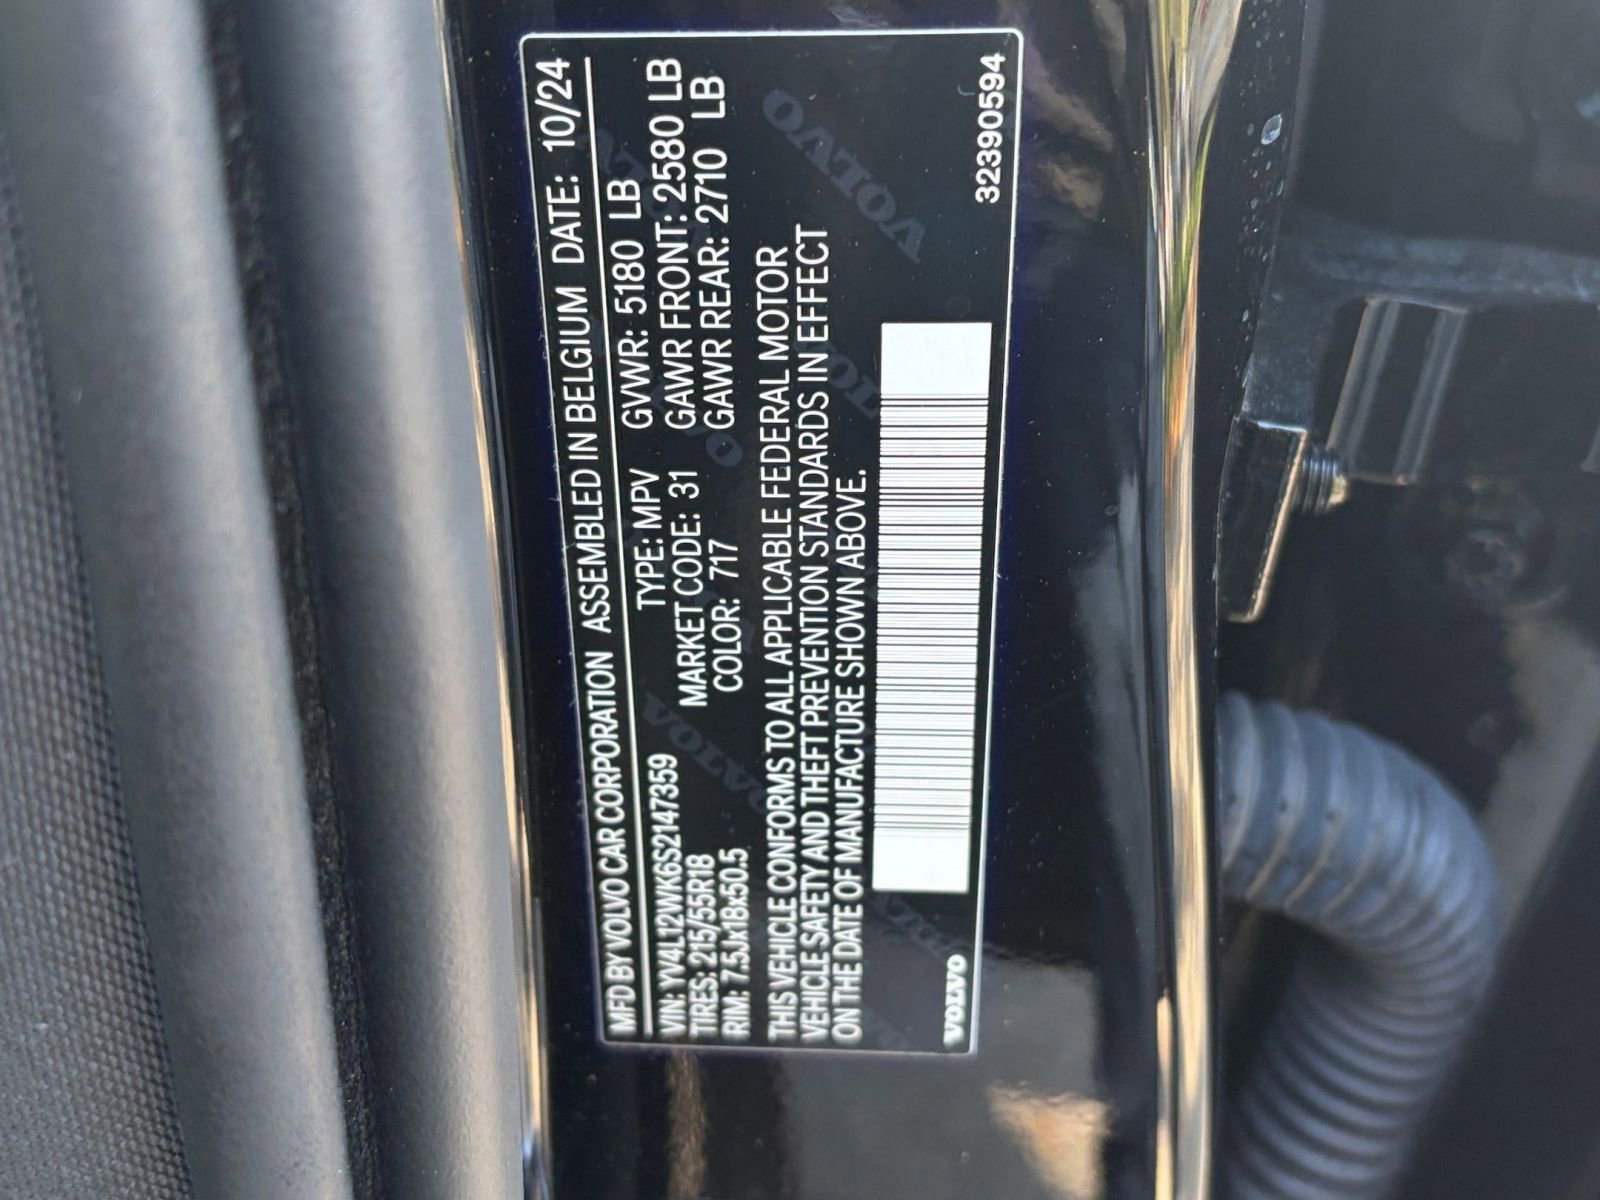 MFD BY VOLVO CAR CORPORATION ASSEMBLED IN BELGIUM DATE: 10/24
VIN: YV4L12WK6S2147359 TYPE: MPV GVWR: 5180 LB
TIRES: 215/55R18 MARKET CODE: 31 GAWR FRONT: 2580 LB
RIM: 7.5Jx18x50.5 COLOR: 717 GAWR REAR: 2710 LB
THIS VEHICLE CONFORMS TO ALL APPLICABLE FEDERAL MOTOR
VEHICLE SAFETY AND THEFT PREVENTION STANDARDS IN EFFECT
ON THE DATE OF MANUFACTURE SHOWN ABOVE.
VOLVO 32390594